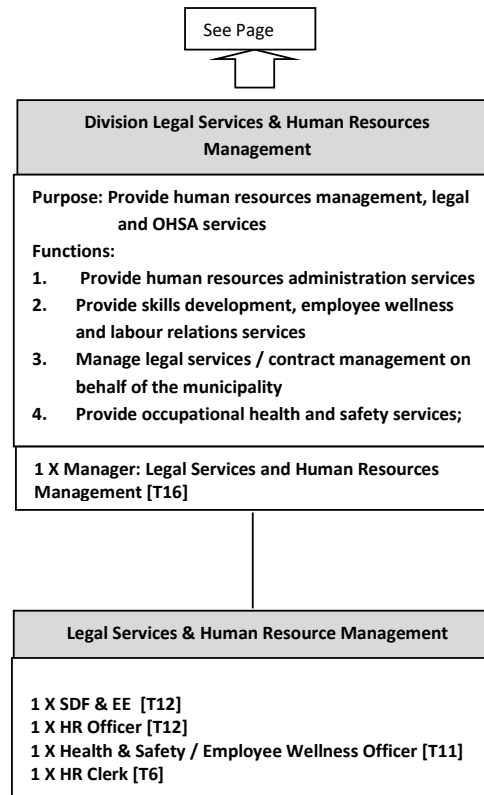 See Page
Division Legal Services & Human Resources
Management
Purpose: Provide human resources management, legal
and OHSA services
Functions:
1. Provide human resources administration services
2. Provide skills development, employee wellness
and labour relations services
3. Manage legal services / contract management on
behalf of the municipality
4. Provide occupational health and safety services;
1 X Manager: Legal Services and Human Resources
Management [T16]
Legal Services & Human Resource Management
1 X SDF & EE [T12]
1 X HR Officer [T12]
1 X Health & Safety / Employee Wellness Officer [T11]
1 X HR Clerk [T6]